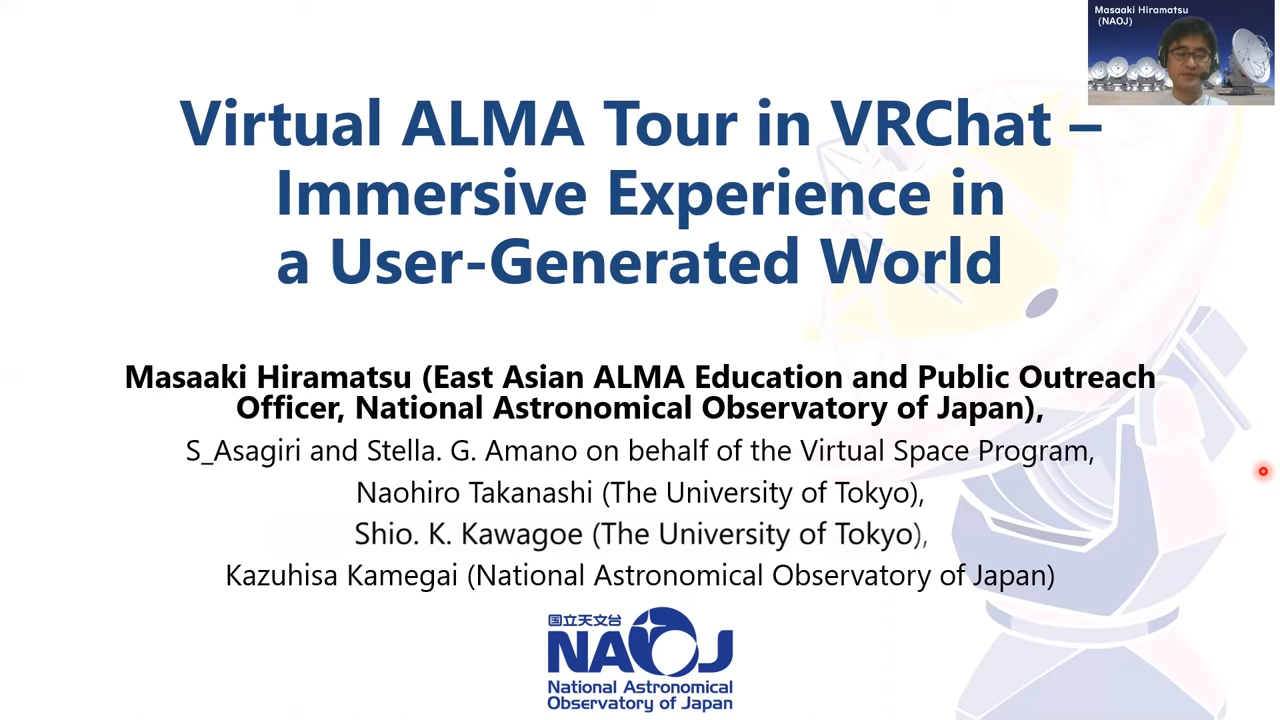 Masaaki Hiramatsu
(NAOJ)
Virtual ALMA Tour in VRChat –
Immersive Experience in
a User-Generated World
Masaaki Hiramatsu (East Asian ALMA Education and Public Outreach
Officer, National Astronomical Observatory of Japan),
S_Asagiri and Stella. G. Amano on behalf of the Virtual Space Program,
Naohiro Takanashi (The University of Tokyo),
Shio. K. Kawagoe (The University of Tokyo),
Kazuhisa Kamegai (National Astronomical Observatory of Japan)
国立天文台
NAOJ
National Astronomical
Observatory of Japan